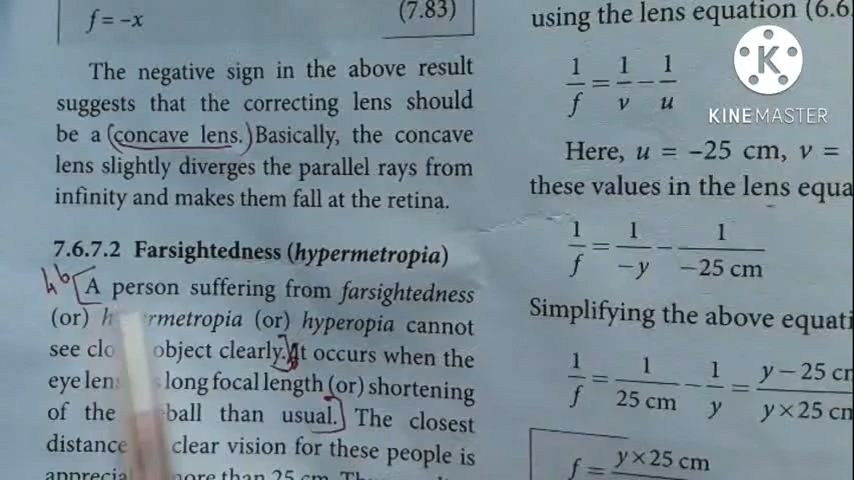 f = –x
(7.83)
The negative sign in the above result
suggests that the correcting lens should
be a concave lens. Basically, the concave
lens slightly diverges the parallel rays from
infinity and makes them fall at the retina.
7.6.7.2 Farsightedness (hypermetropia)
A person suffering from farsightedness
(or) rmetropia (or) hyperopia cannot
see clo object clearly. It occurs when the
eye len long focal length (or) shortening
of the ball than usual. The closest
distance clear vision for these people is
apprecia more than 25 cm.
using the lens equation (6.6
1/f = 1/v – 1/u
Here, u = –25 cm, v =
these values in the lens equa
1/f = 1/–y – 1/–25 cm
Simplifying the above equati
1/f = 1/25 cm – 1/y = y – 25 cm/y × 25 cm
f = y × 25 cm
K
KINEMASTER